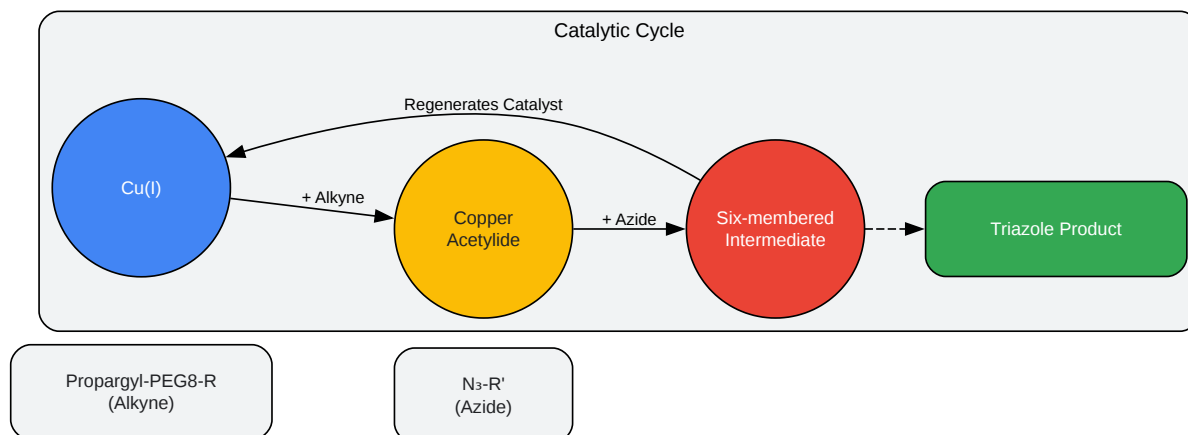 Catalytic Cycle
Regenerates Catalyst
Cu(I)
+ Alkyne
Copper
Acetylide
+ Azide
Six-membered
Intermediate
Triazole Product
Propargyl-PEG8-R
(Alkyne)
N₃-R'
(Azide)